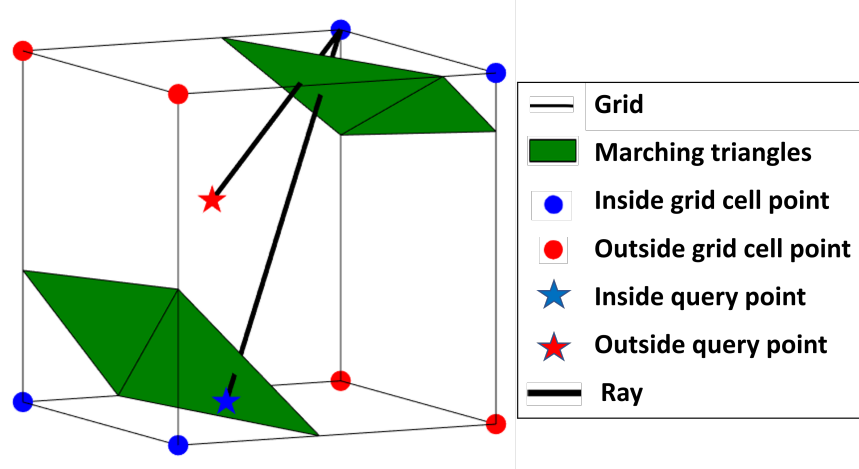 Grid
Marching triangles
Inside grid cell point
Outside grid cell point
Inside query point
Outside query point
Ray